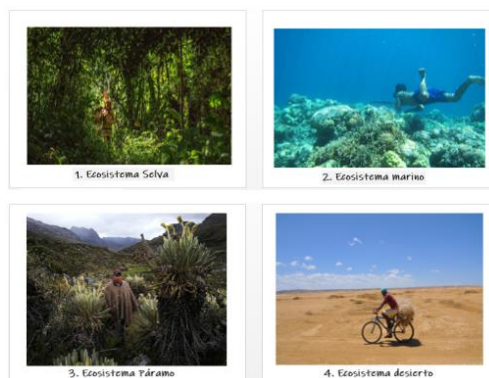 1. Ecosistema Selva
2. Ecosistema marino
3. Ecosistema Páramo
4. Ecosistema desierto